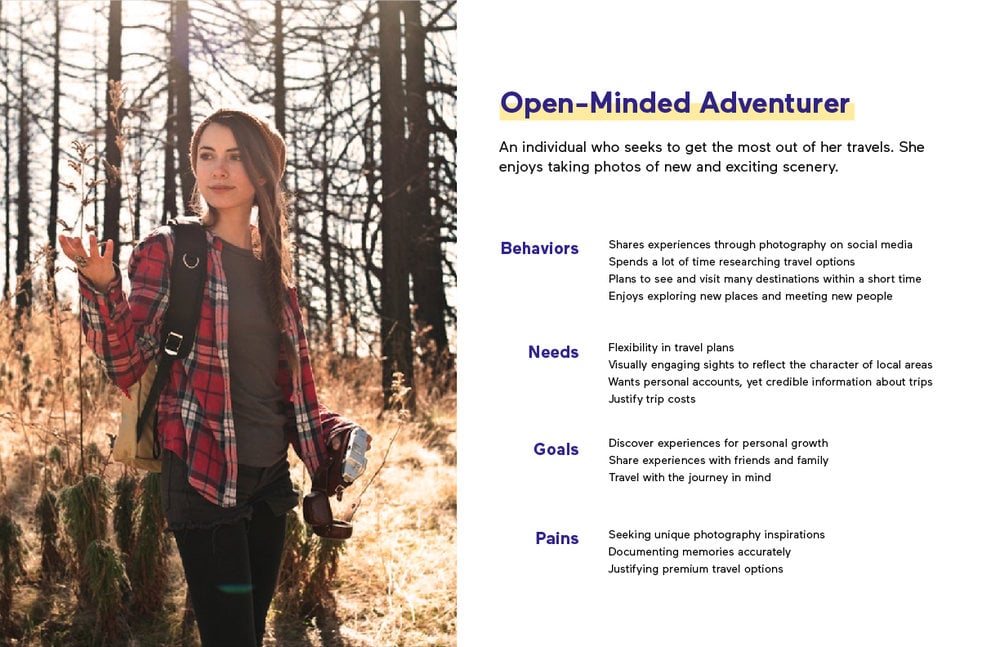 Open-Minded Adventurer
An individual who seeks to get the most out of her travels. She
enjoys taking photos of new and exciting scenery.
Behaviors
Shares experiences through photography on social media
Spends a lot of time researching travel options
Plans to see and visit many destinations within a short time
Enjoys exploring new places and meeting new people
Needs
Flexibility in travel plans
Visually engaging sights to reflect the character of local areas
Wants personal accounts, yet credible information about trips
Justify trip costs
Goals
Discover experiences for personal growth
Share experiences with friends and family
Travel with the journey in mind
Pains
Seeking unique photography inspirations
Documenting memories accurately
Justifying premium travel options